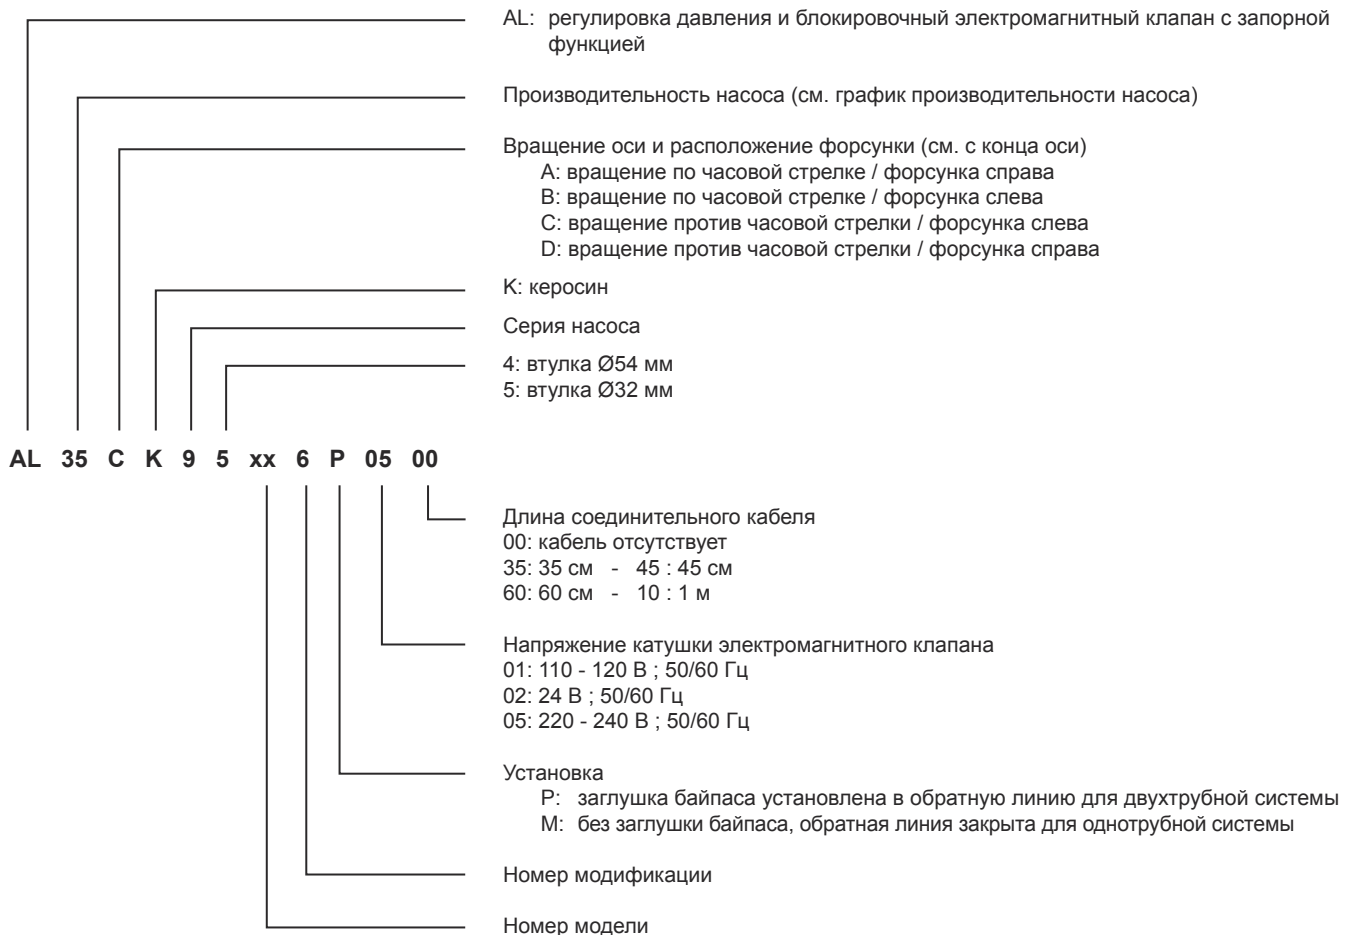 AL: регулировка давления и блокировочный электромагнитный клапан с запорной
функцией
Производительность насоса (см. график производительности насоса)
Вращение оси и расположение форсунки (см. с конца оси)
A: вращение по часовой стрелке / форсунка справа
B: вращение по часовой стрелке / форсунка слева
C: вращение против часовой стрелки / форсунка слева
D: вращение против часовой стрелки / форсунка справа
K: керосин
Серия насоса
4: втулка Ø54 мм
5: втулка Ø32 мм
AL 35 C K 9 5 xx 6 P 05 00
Длина соединительного кабеля
00: кабель отсутствует
35: 35 см - 45 : 45 см
60: 60 см - 10 : 1 м
Напряжение катушки электромагнитного клапана
01: 110 - 120 В ; 50/60 Гц
02: 24 В ; 50/60 Гц
05: 220 - 240 В ; 50/60 Гц
Установка
P: заглушка байпаса установлена в обратную линию для двухтрубной системы
M: без заглушки байпаса, обратная линия закрыта для однотрубной системы
Номер модификации
Номер модели